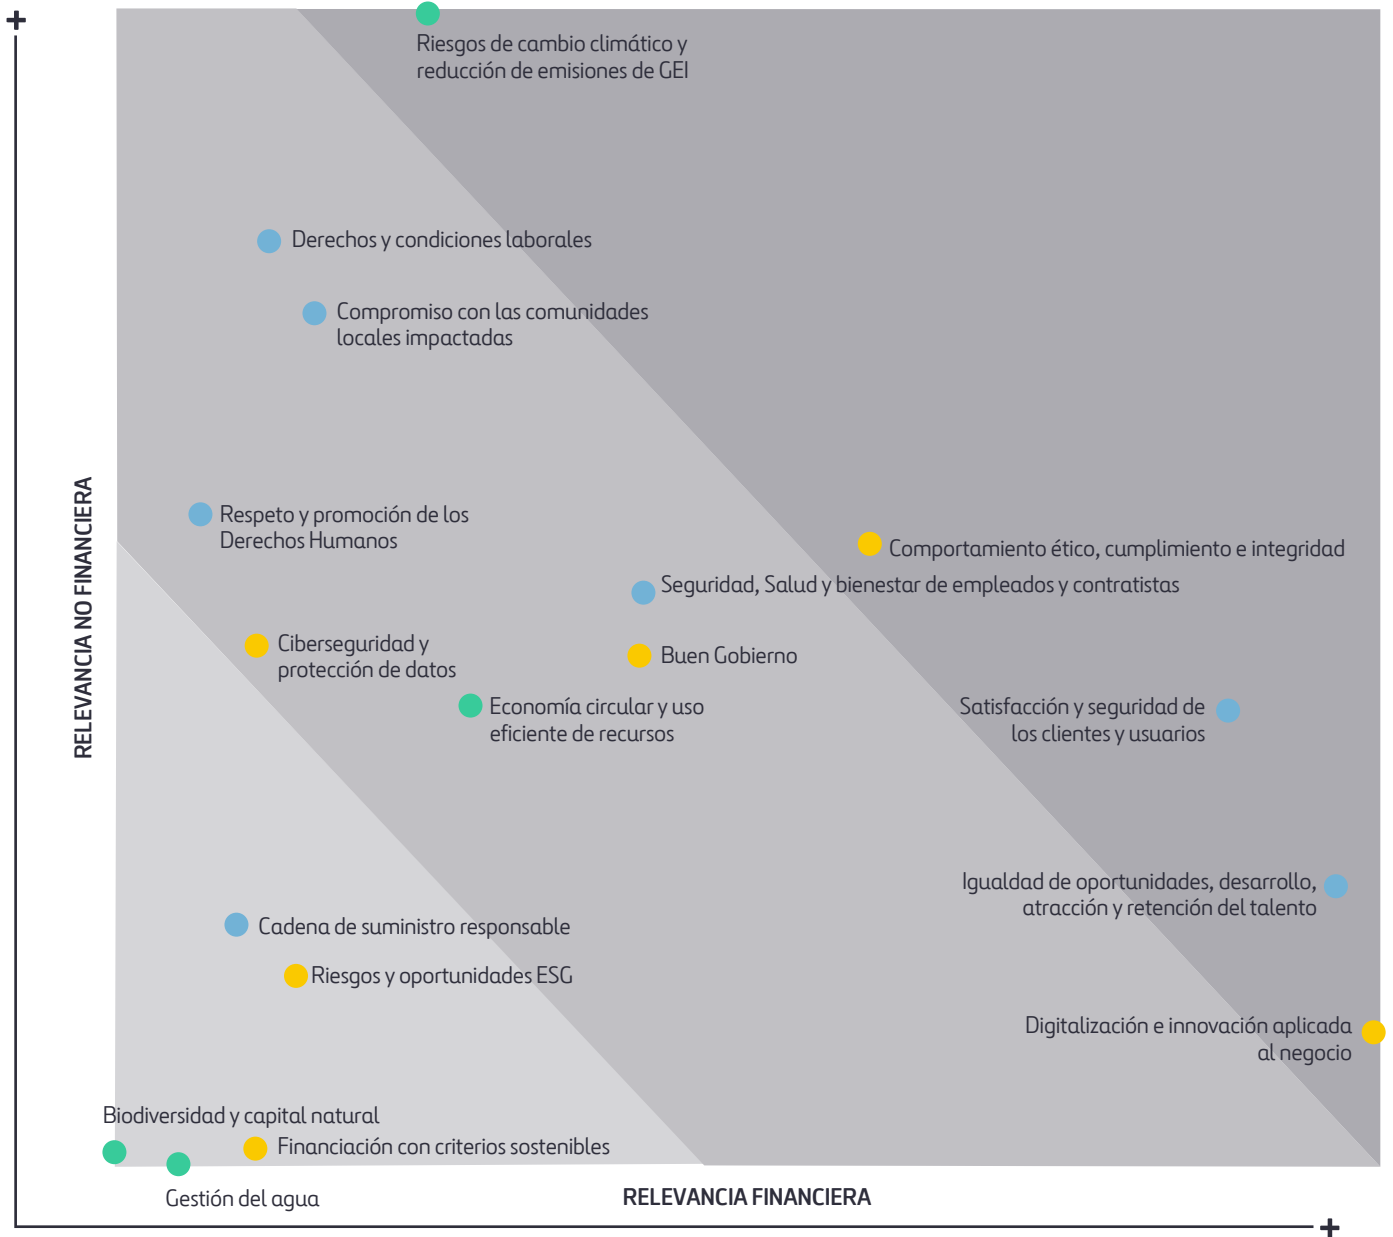 +
Riesgos de cambio climático y
reducción de emisiones de GEI
Derechos y condiciones laborales
Compromiso con las comunidades
locales impactadas
RELEVANCIA NO FINANCIERA
Respeto y promoción de los
Derechos Humanos
Comportamiento ético, cumplimiento e integridad
Seguridad, Salud y bienestar de empleados y contratistas
Ciberseguridad y
protección de datos
Buen Gobierno
Economía circular y uso
eficiente de recursos
Satisfacción y seguridad de
los clientes y usuarios
Igualdad de oportunidades, desarrollo,
atracción y retención del talento
Cadena de suministro responsable
Riesgos y oportunidades ESG
Digitalización e innovación aplicada
al negocio
Biodiversidad y capital natural
Financiación con criterios sostenibles
Gestión del agua
RELEVANCIA FINANCIERA
+